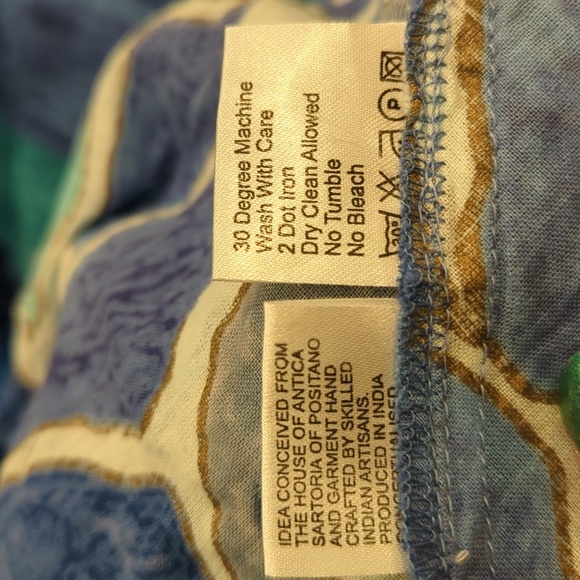 30 Degree Machine
Wash With Care
2 Dot Iron
Dry Clean Allowed
No Tumble
No Bleach
30°
P
IDEA CONCEIVED FROM
THE HOUSE OF ANTICA
SARTORIA OF POSITANO
AND GARMENT HAND
CRAFTED BY SKILLED
INDIAN ARTISANS.
PRODUCED IN INDIA